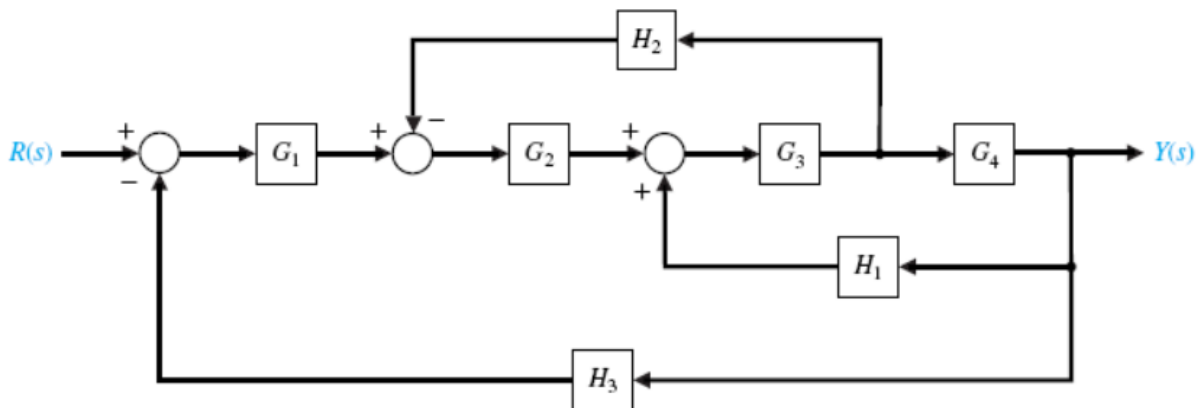 H₂
+ − +
R(s) G₁ + G₂ G₃ G₄ Y(s)
− +
H₁
H₃